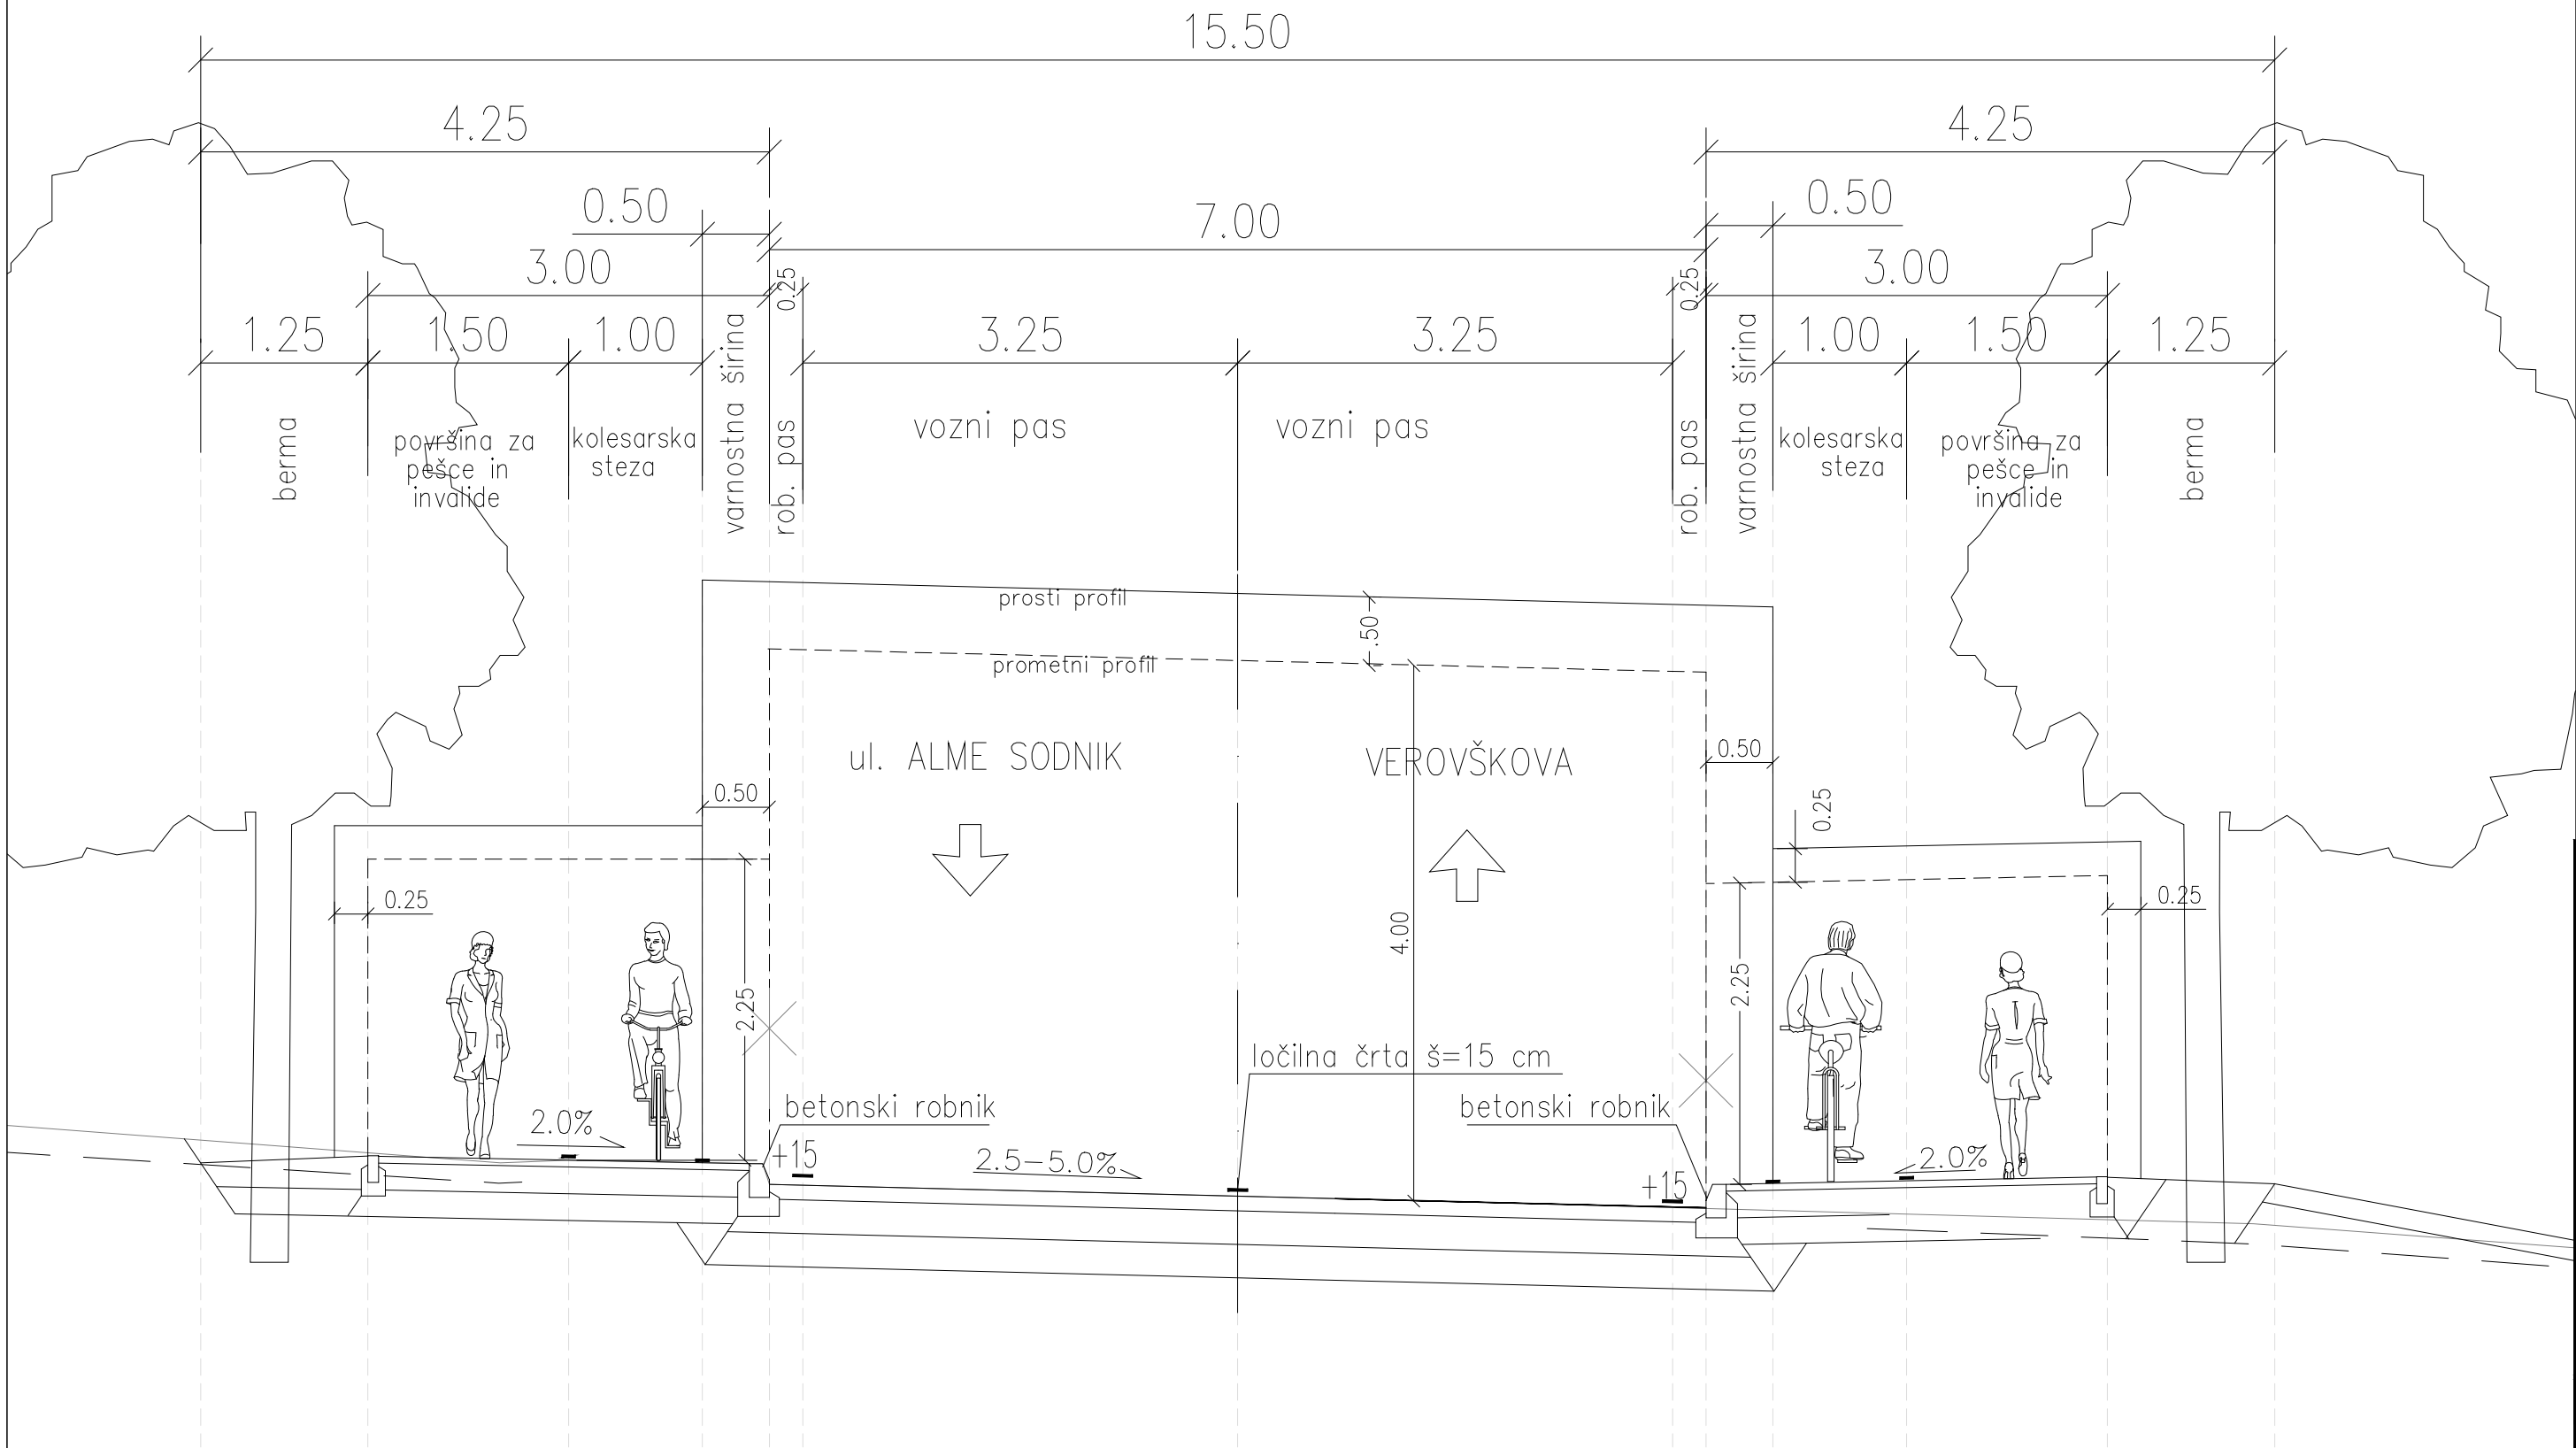 15.50
4.25
4.25
0.50
7.00
0.50
3.00
0.25
0.25
3.00
1.25
1.50
1.00
3.25
3.25
1.00
1.50
1.25
berma
površina za
pešce in
invalide
kolesarska
steza
varnostna širina
rob. pas
vozni pas
vozni pas
rob. pas
varnostna širina
kolesarska
steza
površina za
pešce in
invalide
berma
prosti profil
.50
prometni profil
ul. ALME SODNIK
VEROVŠKOVA
0.50
0.50
0.25
0.25
0.25
4.00
2.25
2.25
ločilna črta š=15 cm
betonski robnik
betonski robnik
2.0%
+15
2.5-5.0%
+15
2.0%